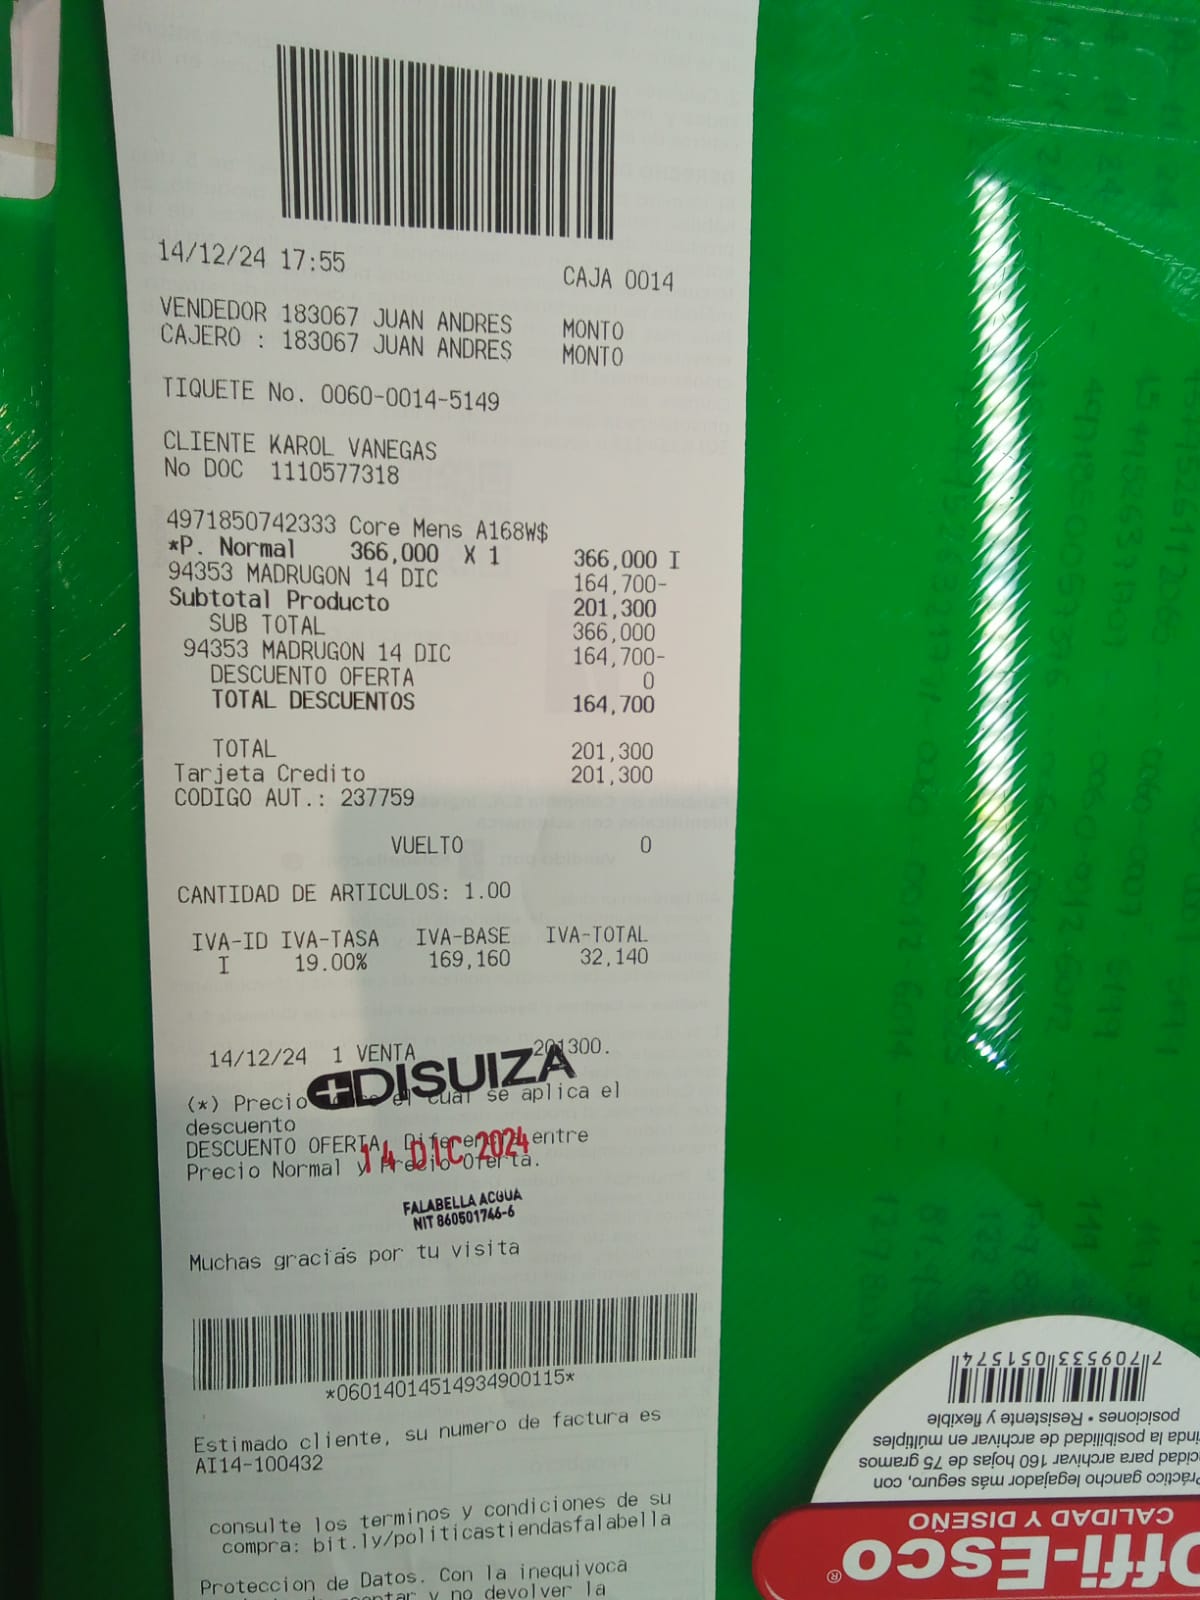 14/12/24 17:55 CAJA 0014
VENDEDOR 183067 JUAN ANDRES MONTO
CAJERO : 183067 JUAN ANDRES MONTO
TIQUETE No. 0060-0014-5149
CLIENTE KAROL VANEGAS
No DOC 1110577318
4971850742333 Core Mens A168W$
*P. Normal 366,000 X 1 366,000 I
94353 MADRUGON 14 DIC 164,700-
Subtotal Producto 201,300
SUB TOTAL 366,000
94353 MADRUGON 14 DIC 164,700-
DESCUENTO OFERTA 0
TOTAL DESCUENTOS 164,700
TOTAL 201,300
Tarjeta Credito 201,300
CODIGO AUT.: 237759
VUELTO 0
CANTIDAD DE ARTICULOS: 1.00
IVA-ID IVA-TASA IVA-BASE IVA-TOTAL
I 19.00% 169,160 32,140
14/12/24 1 VENTA 201300.
DISUIZA
(*) Precio el cual se aplica el
descuento
DESCUENTO OFERTA: Diferencia entre
Precio Normal y Precio Oferta.
14 DIC 2024
FALABELLA ACQUA
NIT 860501746-6
Muchas gracias por tu visita
*06014014514934900115*
Estimado cliente, su numero de factura es
AI14-100432
consulte los terminos y condiciones de su
compra: bit.ly/politicastiendasfalabella
Proteccion de Datos. Con la inequivoca
y no devolver la
Offi-Esco®
CALIDAD Y DISEÑO
Práctico gancho legajador más seguro, con
capacidad para archivar 160 hojas de 75 gramos
la posibilidad de archivar en múltiples
posiciones • Resistente y flexible
7 709533 051574